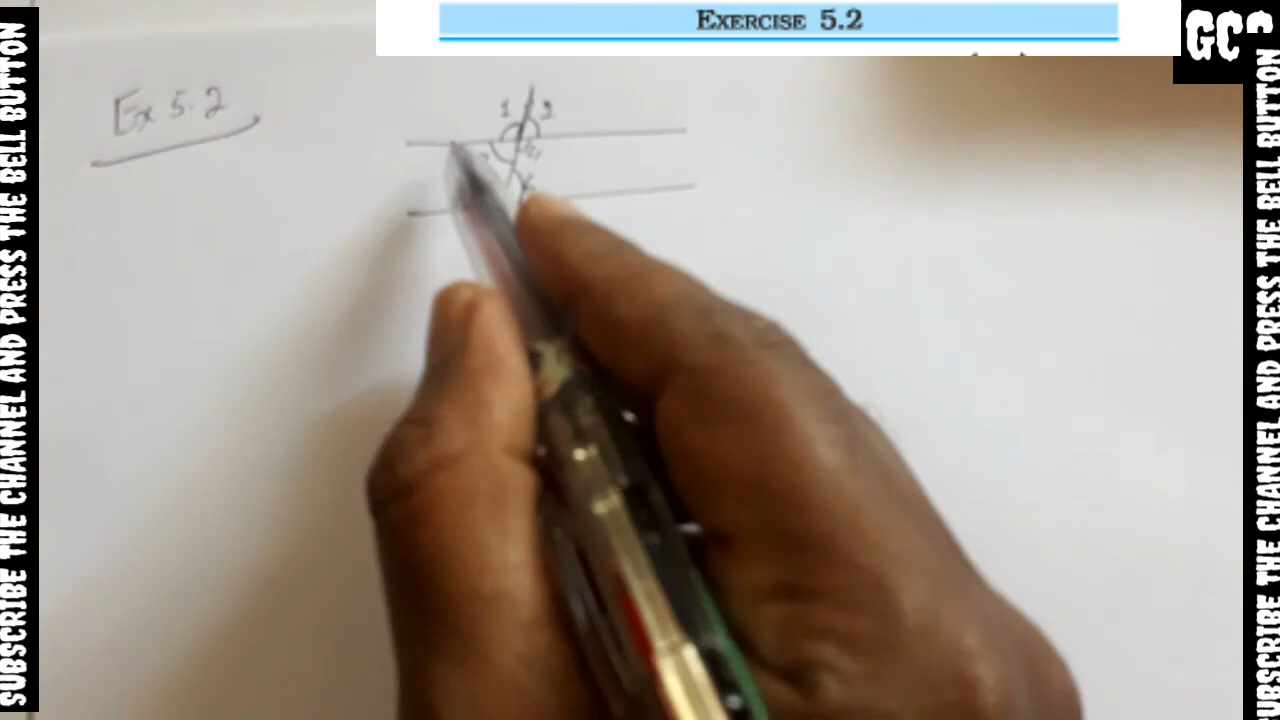 EXERCISE 5.2
SUBSCRIBE THE CHANNEL AND PRESS THE BELL BUTTON
Ex 5.2
1 2
SUBSCRIBE THE CHANNEL AND PRESS THE BELL BUTTON